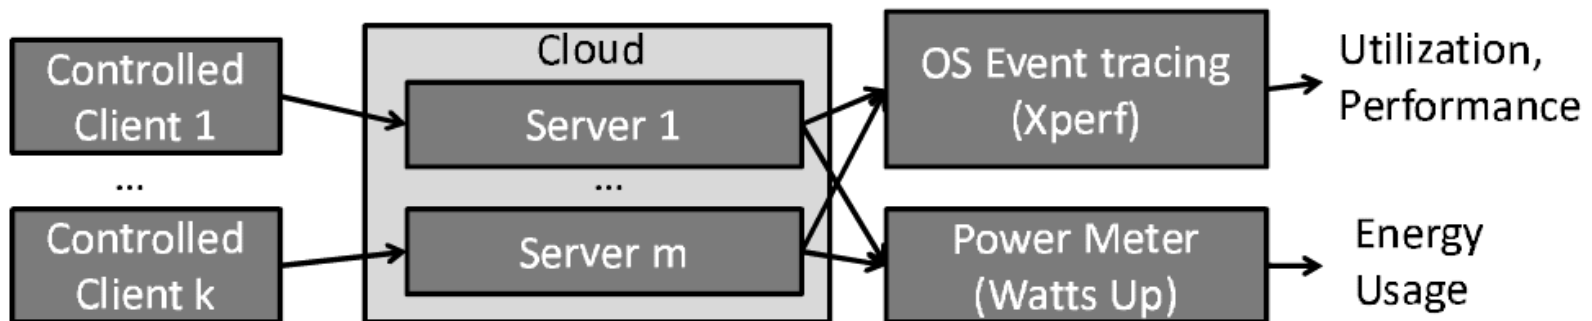 Controlled
Client 1
...
Controlled
Client k
Cloud
Server 1
...
Server m
OS Event tracing
(Xperf)
Power Meter
(Watts Up)
Utilization,
Performance
Energy
Usage